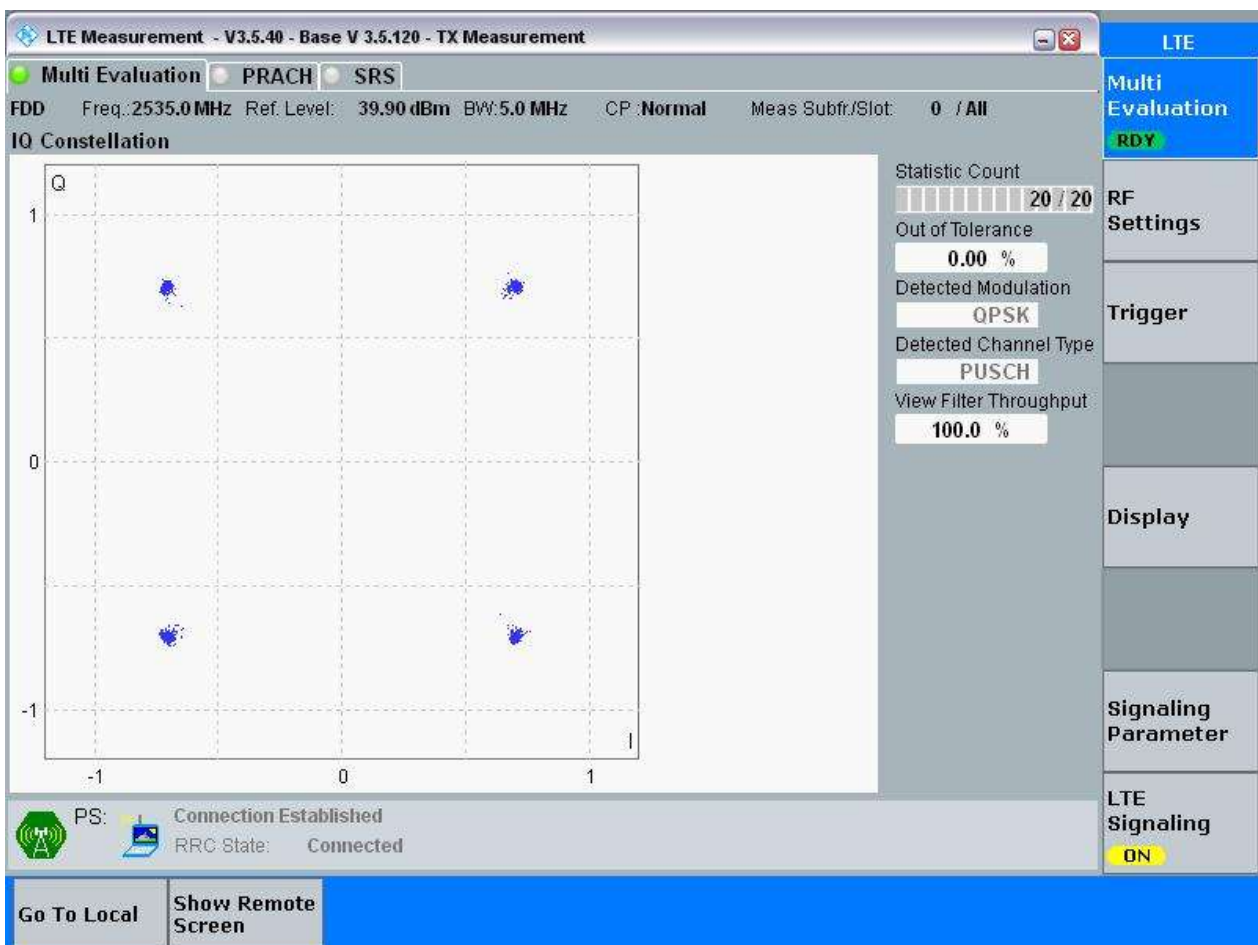 LTE Measurement - V3.5.40 - Base V 3.5.120 - TX Measurement
LTE
Multi Evaluation PRACH SRS
FDD Freq.:2535.0 MHz Ref. Level: 39.90 dBm BW:5.0 MHz CP :Normal Meas Subfr./Slot: 0 / All
IQ Constellation
Q
1
0
-1
I
-1 0 1
Statistic Count
20 / 20
Out of Tolerance
0.00 %
Detected Modulation
QPSK
Detected Channel Type
PUSCH
View Filter Throughput
100.0 %
Multi
Evaluation
RDY
RF
Settings
Trigger
Display
Signaling
Parameter
LTE
Signaling
ON
PS: Connection Established
RRC State: Connected
Go To Local
Show Remote
Screen